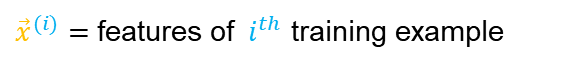 x⃗⁽ⁱ⁾ = features of iᵗʰ training example